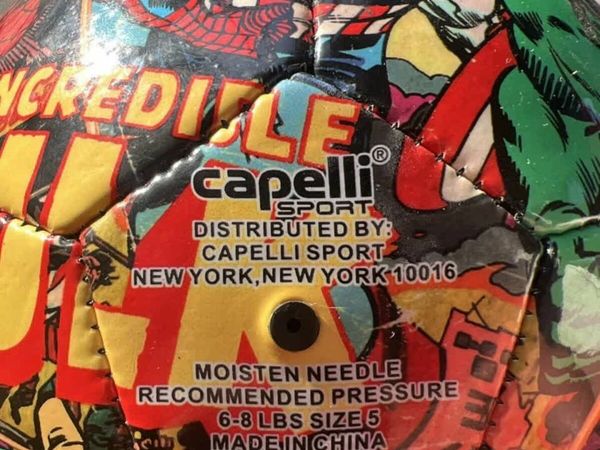 INCREDIBLE
capelli®
SPORT
DISTRIBUTED BY:
CAPELLI SPORT
NEW YORK, NEW YORK 10016
MOISTEN NEEDLE
RECOMMENDED PRESSURE
6-8 LBS SIZE 5
MADE IN CHINA